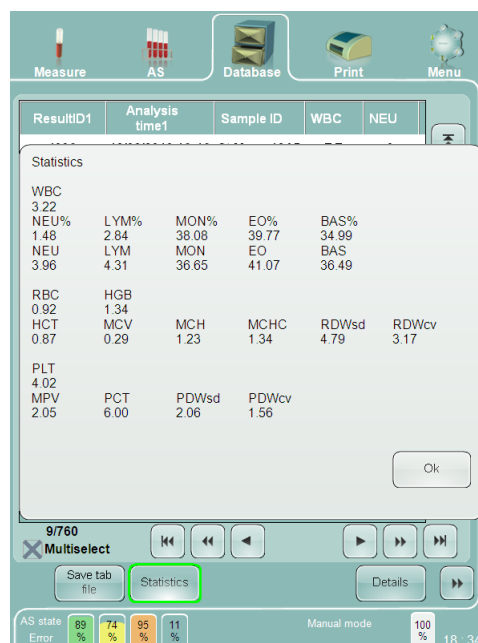 Measure AS Database Print Menu
ResultID1 Analysis time1 Sample ID WBC NEU
Statistics
WBC
3.22
NEU% LYM% MON% EO% BAS%
1.48 2.84 38.08 39.77 34.99
NEU LYM MON EO BAS
3.96 4.31 36.65 41.07 36.49
RBC HGB
0.92 1.34
HCT MCV MCH MCHC RDWsd RDWcv
0.87 0.29 1.23 1.34 4.79 3.17
PLT
4.02
MPV PCT PDWsd PDWcv
2.05 6.00 2.06 1.56
Ok
9/760
Multiselect
Save tab file Statistics Details
AS state 89 % 74 % 95 % 11 % Manual mode 100 %
Error